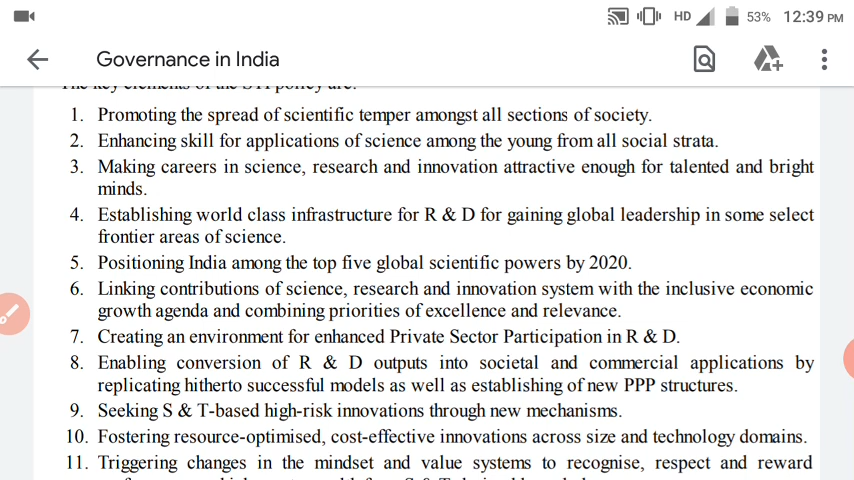 HD 53% 12:39 PM
Governance in India
The key elements of the STI policy are:
1. Promoting the spread of scientific temper amongst all sections of society.
2. Enhancing skill for applications of science among the young from all social strata.
3. Making careers in science, research and innovation attractive enough for talented and bright
minds.
4. Establishing world class infrastructure for R & D for gaining global leadership in some select
frontier areas of science.
5. Positioning India among the top five global scientific powers by 2020.
6. Linking contributions of science, research and innovation system with the inclusive economic
growth agenda and combining priorities of excellence and relevance.
7. Creating an environment for enhanced Private Sector Participation in R & D.
8. Enabling conversion of R & D outputs into societal and commercial applications by
replicating hitherto successful models as well as establishing of new PPP structures.
9. Seeking S & T-based high-risk innovations through new mechanisms.
10. Fostering resource-optimised, cost-effective innovations across size and technology domains.
11. Triggering changes in the mindset and value systems to recognise, respect and reward